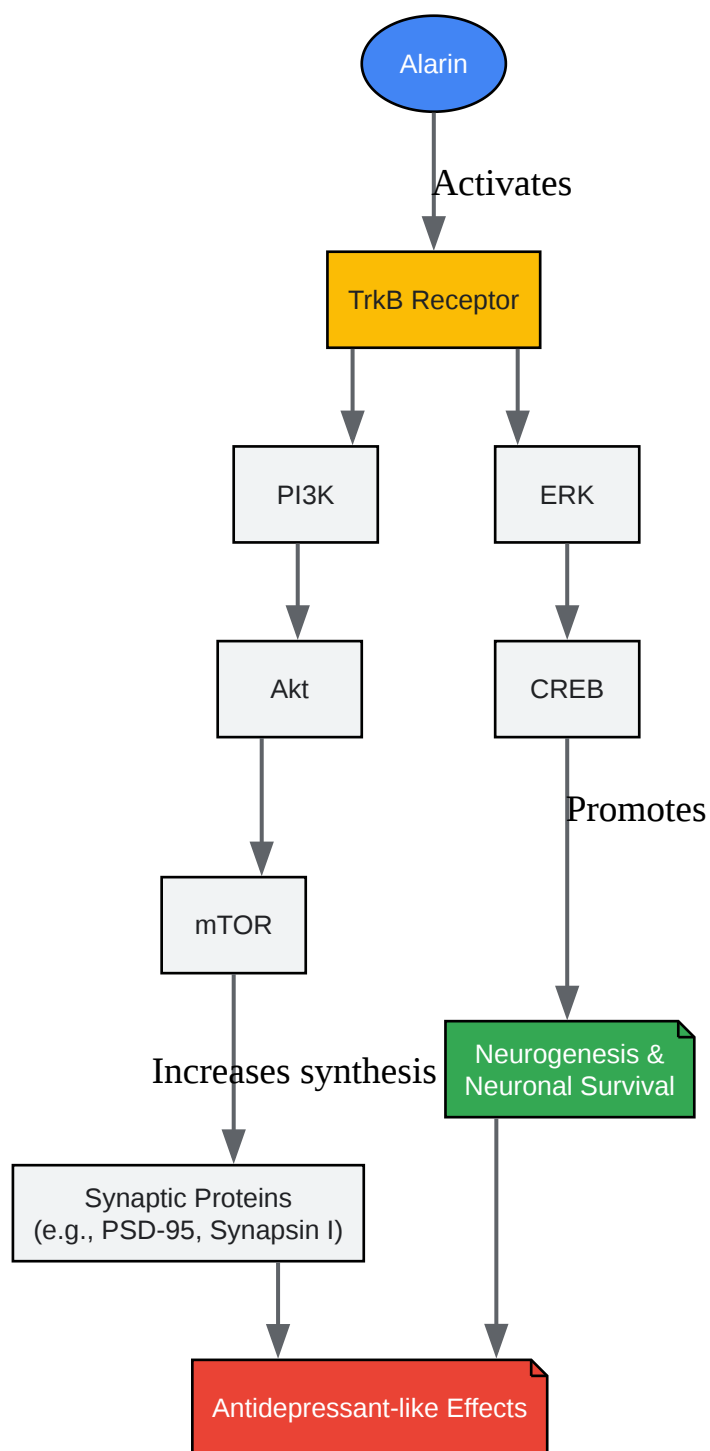 Alarin
Activates
TrkB Receptor
PI3K
ERK
Akt
CREB
Promotes
mTOR
Increases synthesis
Neurogenesis &
Neuronal Survival
Synaptic Proteins
(e.g., PSD-95, Synapsin I)
Antidepressant-like Effects